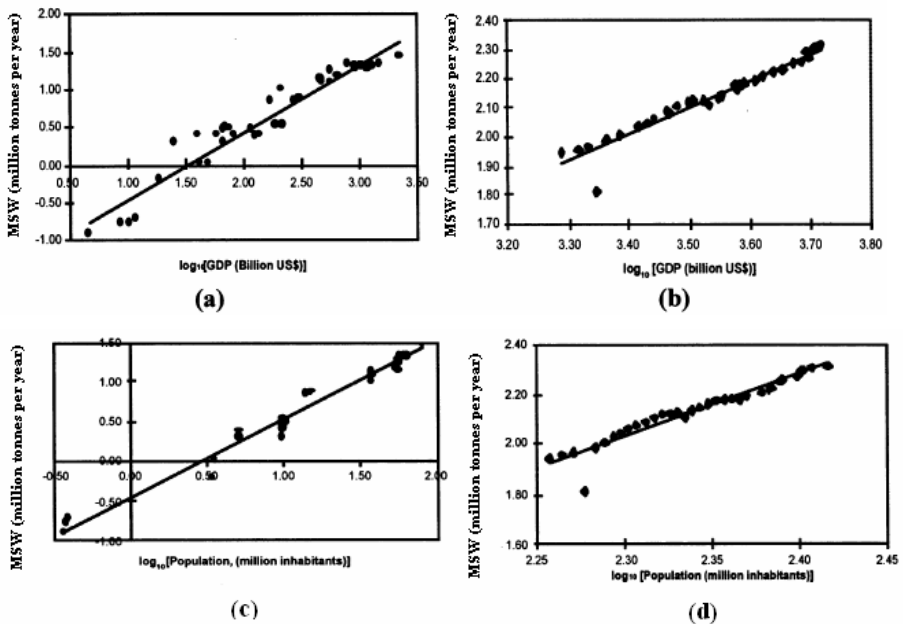 (a)
MSW (million tonnes per year)
2.00
1.50
1.00
0.50
0.00
-0.50
-1.00
0.50 1.00 1.50 2.00 2.50 3.00 3.50
log₁₀[GDP (Billion US$)]
(b)
MSW (million tonnes per year)
2.40
2.30
2.20
2.10
2.00
1.90
1.80
1.70
3.20 3.30 3.40 3.50 3.60 3.70 3.80
log₁₀ [GDP (billion US$)]
(c)
MSW (million tonnes per year)
1.50
1.00
0.50
0.00
-0.50
-1.00
-0.50 0.00 0.50 1.00 1.50 2.00
log₁₀[Population, (million inhabitants)]
(d)
MSW (million tonnes per year)
2.40
2.20
2.00
1.80
1.60
2.25 2.30 2.35 2.40 2.45
log₁₀ [Population (million inhabitants)]